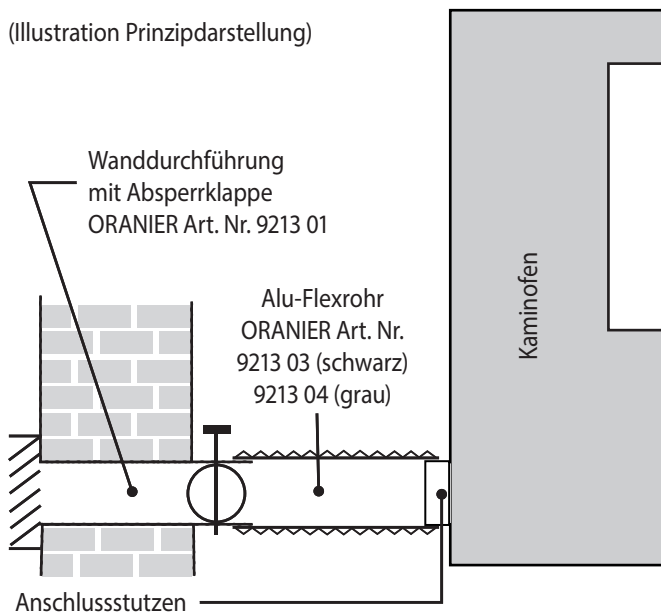 (Illustration Prinzipdarstellung)
Wanddurchführung
mit Absperrklappe
ORANIER Art. Nr. 9213 01
Alu-Flexrohr
ORANIER Art. Nr.
9213 03 (schwarz)
9213 04 (grau)
Kaminofen
Anschlussstutzen